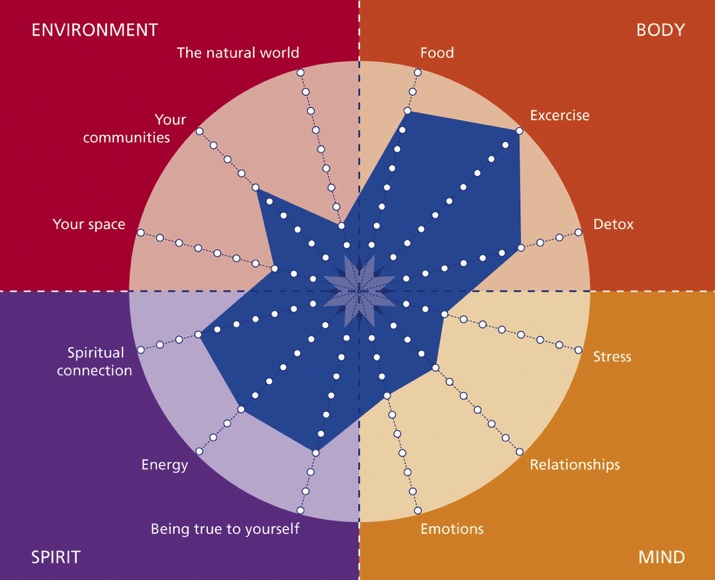 ENVIRONMENT
BODY
The natural world
Food
Your
communities
Excercise
Your space
Detox
Spiritual
connection
Stress
Energy
Relationships
Being true to yourself
Emotions
SPIRIT
MIND